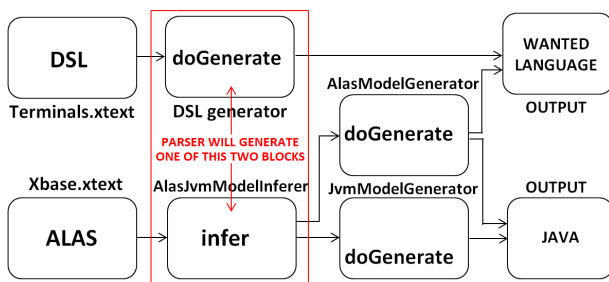 DSL
Terminals.xtext
doGenerate
DSL generator
WANTED
LANGUAGE
OUTPUT
AlasModelGenerator
doGenerate
PARSER WILL GENERATE
ONE OF THIS TWO BLOCKS
Xbase.xtext
ALAS
AlasJvmModelInferer
infer
JvmModelGenerator
doGenerate
OUTPUT
JAVA